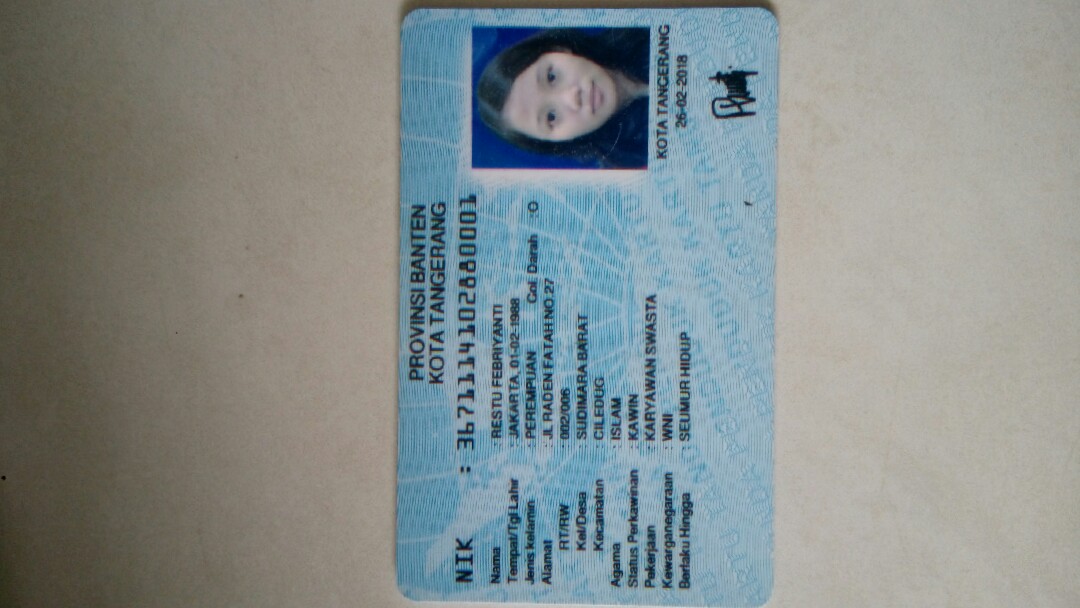 PROVINSI BANTEN
KOTA TANGERANG
NIK : 3671114102880001
Nama : RESTU FEBRIYANTI
Tempat/Tgl Lahir : JAKARTA, 01-02-1988
Jenis kelamin : PEREMPUAN Gol. Darah : O
Alamat : JL RADEN FATAH NO 27
RT/RW : 002/006
Kel/Desa : SUDIMARA BARAT
Kecamatan : CILEDUG
Agama : ISLAM
Status Perkawinan : KAWIN
Pekerjaan : KARYAWAN SWASTA
Kewarganegaraan : WNI
Berlaku Hingga : SEUMUR HIDUP
KOTA TANGERANG
26-02-2018